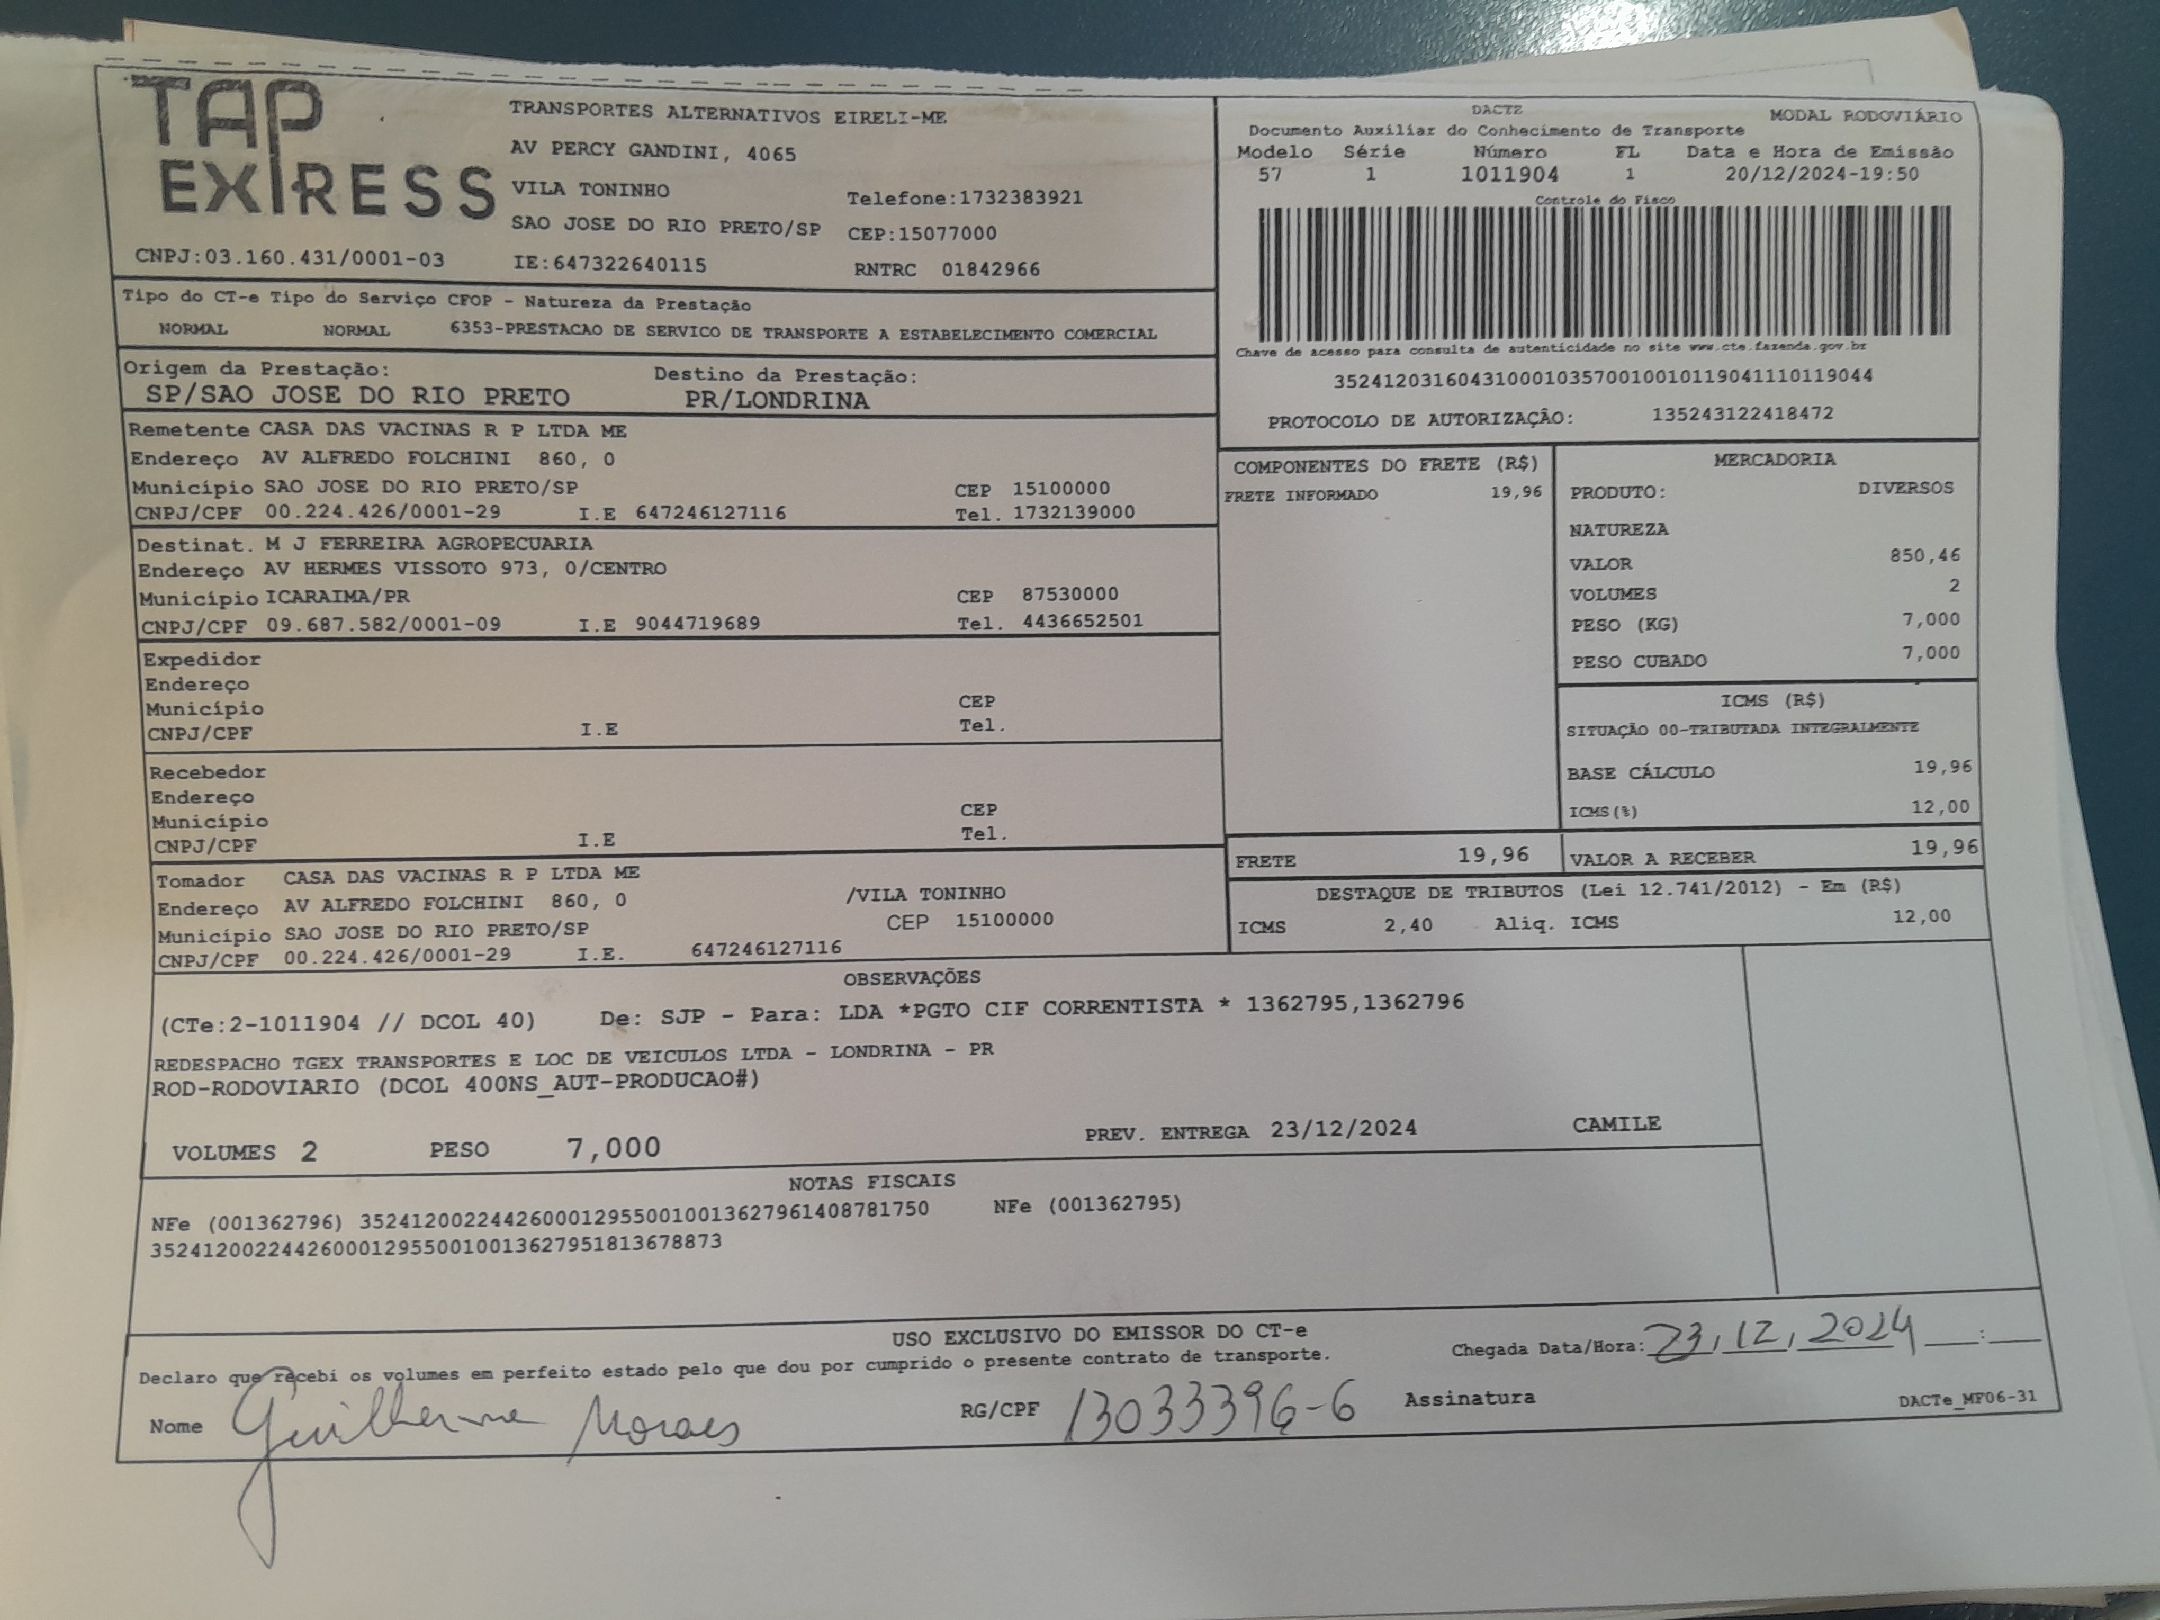 TAP
EXPRESS
TRANSPORTES ALTERNATIVOS EIRELI-ME
AV PERCY GANDINI, 4065
VILA TONINHO Telefone:1732383921
SAO JOSE DO RIO PRETO/SP CEP:15077000
CNPJ:03.160.431/0001-03 IE:647322640115 RNTRC 01842966
DACTE MODAL RODOVIÁRIO
Documento Auxiliar do Conhecimento de Transporte
Modelo Série Número FL Data e Hora de Emissão
57 1 1011904 1 20/12/2024-19:50
Controle do Fisco
Chave de acesso para consulta de autenticidade no site www.cte.fazenda.gov.br
35241203160431000103570010010119041110119044
PROTOCOLO DE AUTORIZAÇÃO: 135243122418472
Tipo do CT-e Tipo do Serviço CFOP - Natureza da Prestação
NORMAL NORMAL 6353-PRESTACAO DE SERVICO DE TRANSPORTE A ESTABELECIMENTO COMERCIAL
Origem da Prestação: Destino da Prestação:
SP/SAO JOSE DO RIO PRETO PR/LONDRINA
Remetente CASA DAS VACINAS R P LTDA ME
Endereço AV ALFREDO FOLCHINI 860, 0
Município SAO JOSE DO RIO PRETO/SP CEP 15100000
CNPJ/CPF 00.224.426/0001-29 I.E 647246127116 Tel. 1732139000
Destinat. M J FERREIRA AGROPECUARIA
Endereço AV HERMES VISSOTO 973, 0/CENTRO
Município ICARAIMA/PR CEP 87530000
CNPJ/CPF 09.687.582/0001-09 I.E 9044719689 Tel. 4436652501
Expedidor
Endereço
Município CEP
CNPJ/CPF I.E Tel.
Recebedor
Endereço
Município CEP
CNPJ/CPF I.E Tel.
Tomador CASA DAS VACINAS R P LTDA ME
Endereço AV ALFREDO FOLCHINI 860, 0 /VILA TONINHO
Município SAO JOSE DO RIO PRETO/SP CEP 15100000
CNPJ/CPF 00.224.426/0001-29 I.E. 647246127116
COMPONENTES DO FRETE (R$)
FRETE INFORMADO 19,96
MERCADORIA
PRODUTO: DIVERSOS
NATUREZA
VALOR 850,46
VOLUMES 2
PESO (KG) 7,000
PESO CUBADO 7,000
ICMS (R$)
SITUAÇÃO 00-TRIBUTADA INTEGRALMENTE
BASE CÁLCULO 19,96
ICMS(%) 12,00
FRETE 19,96 VALOR A RECEBER 19,96
DESTAQUE DE TRIBUTOS (Lei 12.741/2012) - Em (R$)
ICMS 2,40 Aliq. ICMS 12,00
OBSERVAÇÕES
(CTe:2-1011904 // DCOL 40) De: SJP - Para: LDA *PGTO CIF CORRENTISTA * 1362795,1362796
REDESPACHO TGEX TRANSPORTES E LOC DE VEICULOS LTDA - LONDRINA - PR
ROD-RODOVIARIO (DCOL 400NS_AUT-PRODUCAO#)
VOLUMES 2 PESO 7,000 PREV. ENTREGA 23/12/2024 CAMILE
NOTAS FISCAIS
NFe (001362796) 35241200224426000129550010013627961408781750 NFe (001362795)
35241200224426000129550010013627951813678873
USO EXCLUSIVO DO EMISSOR DO CT-e
Declaro que recebi os volumes em perfeito estado pelo que dou por cumprido o presente contrato de transporte. Chegada Data/Hora: 23,12,2024 :
Nome Guilherme Moraes RG/CPF 13033396-6 Assinatura DACTe_MF06-31